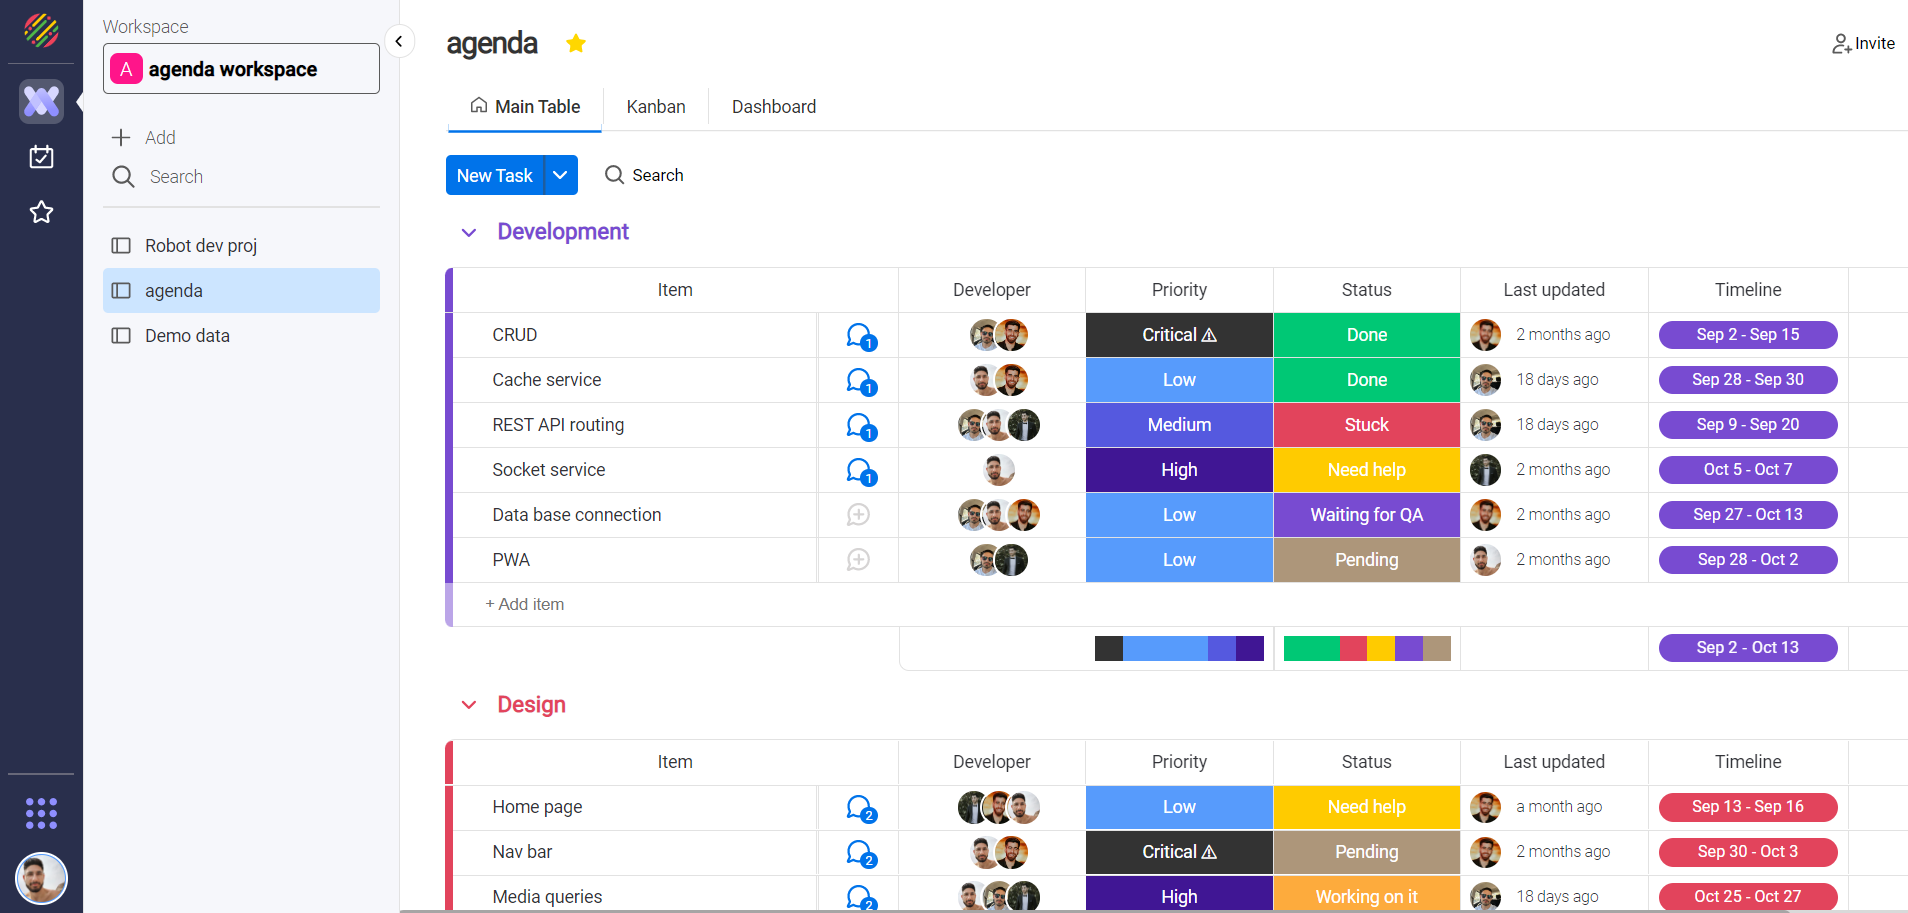 Workspace
A agenda workspace
Add
Search
Robot dev proj
agenda
Demo data
agenda
Invite
Main Table Kanban Dashboard
New Task Search
Development
Item Developer Priority Status Last updated Timeline
CRUD 1 Critical Done 2 months ago Sep 2 - Sep 15
Cache service 1 Low Done 18 days ago Sep 28 - Sep 30
REST API routing 1 Medium Stuck 18 days ago Sep 9 - Sep 20
Socket service 1 High Need help 2 months ago Oct 5 - Oct 7
Data base connection Low Waiting for QA 2 months ago Sep 27 - Oct 13
PWA Low Pending 2 months ago Sep 28 - Oct 2
+ Add item
Sep 2 - Oct 13
Design
Item Developer Priority Status Last updated Timeline
Home page 2 Low Need help a month ago Sep 13 - Sep 16
Nav bar 2 Critical Pending 2 months ago Sep 30 - Oct 3
Media queries 2 High Working on it 18 days ago Oct 25 - Oct 27